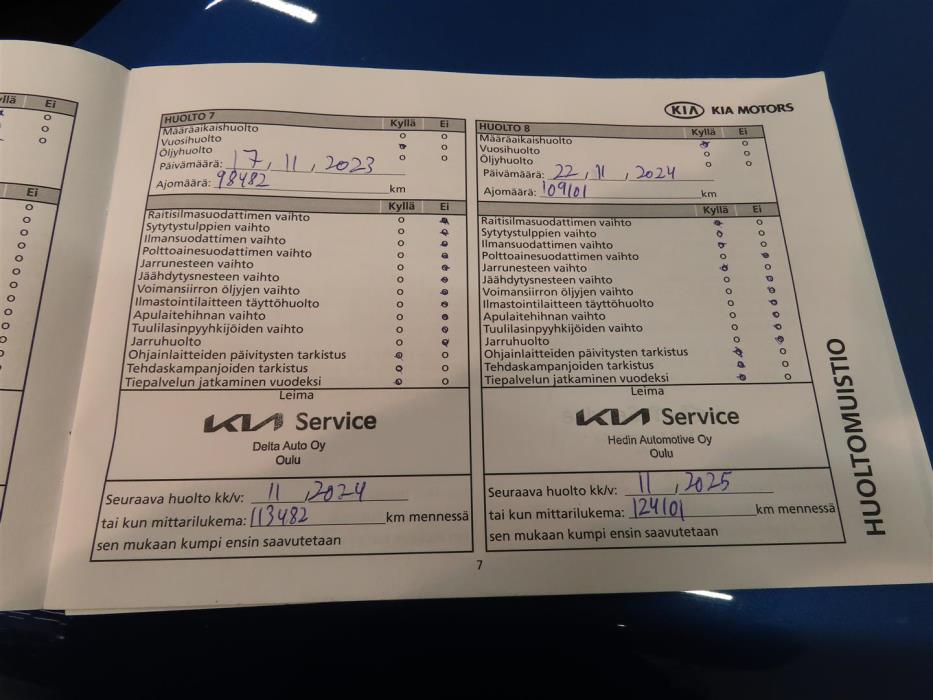 llä Ei
Ei
KIA KIA MOTORS
HUOLTO 7 Kyllä Ei
Määräaikaishuolto
Vuosihuolto
Öljyhuolto
Päivämäärä: 17, 11, 2023
Ajomäärä: 98482 km
Kyllä Ei
Raitisilmasuodattimen vaihto
Sytytystulppien vaihto
Ilmansuodattimen vaihto
Polttoainesuodattimen vaihto
Jarrunesteen vaihto
Jäähdytysnesteen vaihto
Voimansiirron öljyjen vaihto
Ilmastointilaitteen täyttöhuolto
Apulaitehihnan vaihto
Tuulilasinpyyhkijöiden vaihto
Jarruhuolto
Ohjainlaitteiden päivitysten tarkistus
Tehdaskampanjoiden tarkistus
Tiepalvelun jatkaminen vuodeksi
Leima
KIA Service
Delta Auto Oy
Oulu
Seuraava huolto kk/v: 11, 2024
tai kun mittarilukema: 113482 km mennessä
sen mukaan kumpi ensin saavutetaan
HUOLTO 8 Kyllä Ei
Määräaikaishuolto
Vuosihuolto
Öljyhuolto
Päivämäärä: 22, 11, 2024
Ajomäärä: 109101 km
Kyllä Ei
Raitisilmasuodattimen vaihto
Sytytystulppien vaihto
Ilmansuodattimen vaihto
Polttoainesuodattimen vaihto
Jarrunesteen vaihto
Jäähdytysnesteen vaihto
Voimansiirron öljyjen vaihto
Ilmastointilaitteen täyttöhuolto
Apulaitehihnan vaihto
Tuulilasinpyyhkijöiden vaihto
Jarruhuolto
Ohjainlaitteiden päivitysten tarkistus
Tehdaskampanjoiden tarkistus
Tiepalvelun jatkaminen vuodeksi
Leima
KIA Service
Hedin Automotive Oy
Oulu
Seuraava huolto kk/v: 11, 2025
tai kun mittarilukema: 124101 km mennessä
sen mukaan kumpi ensin saavutetaan
HUOLTOMUISTIO
7